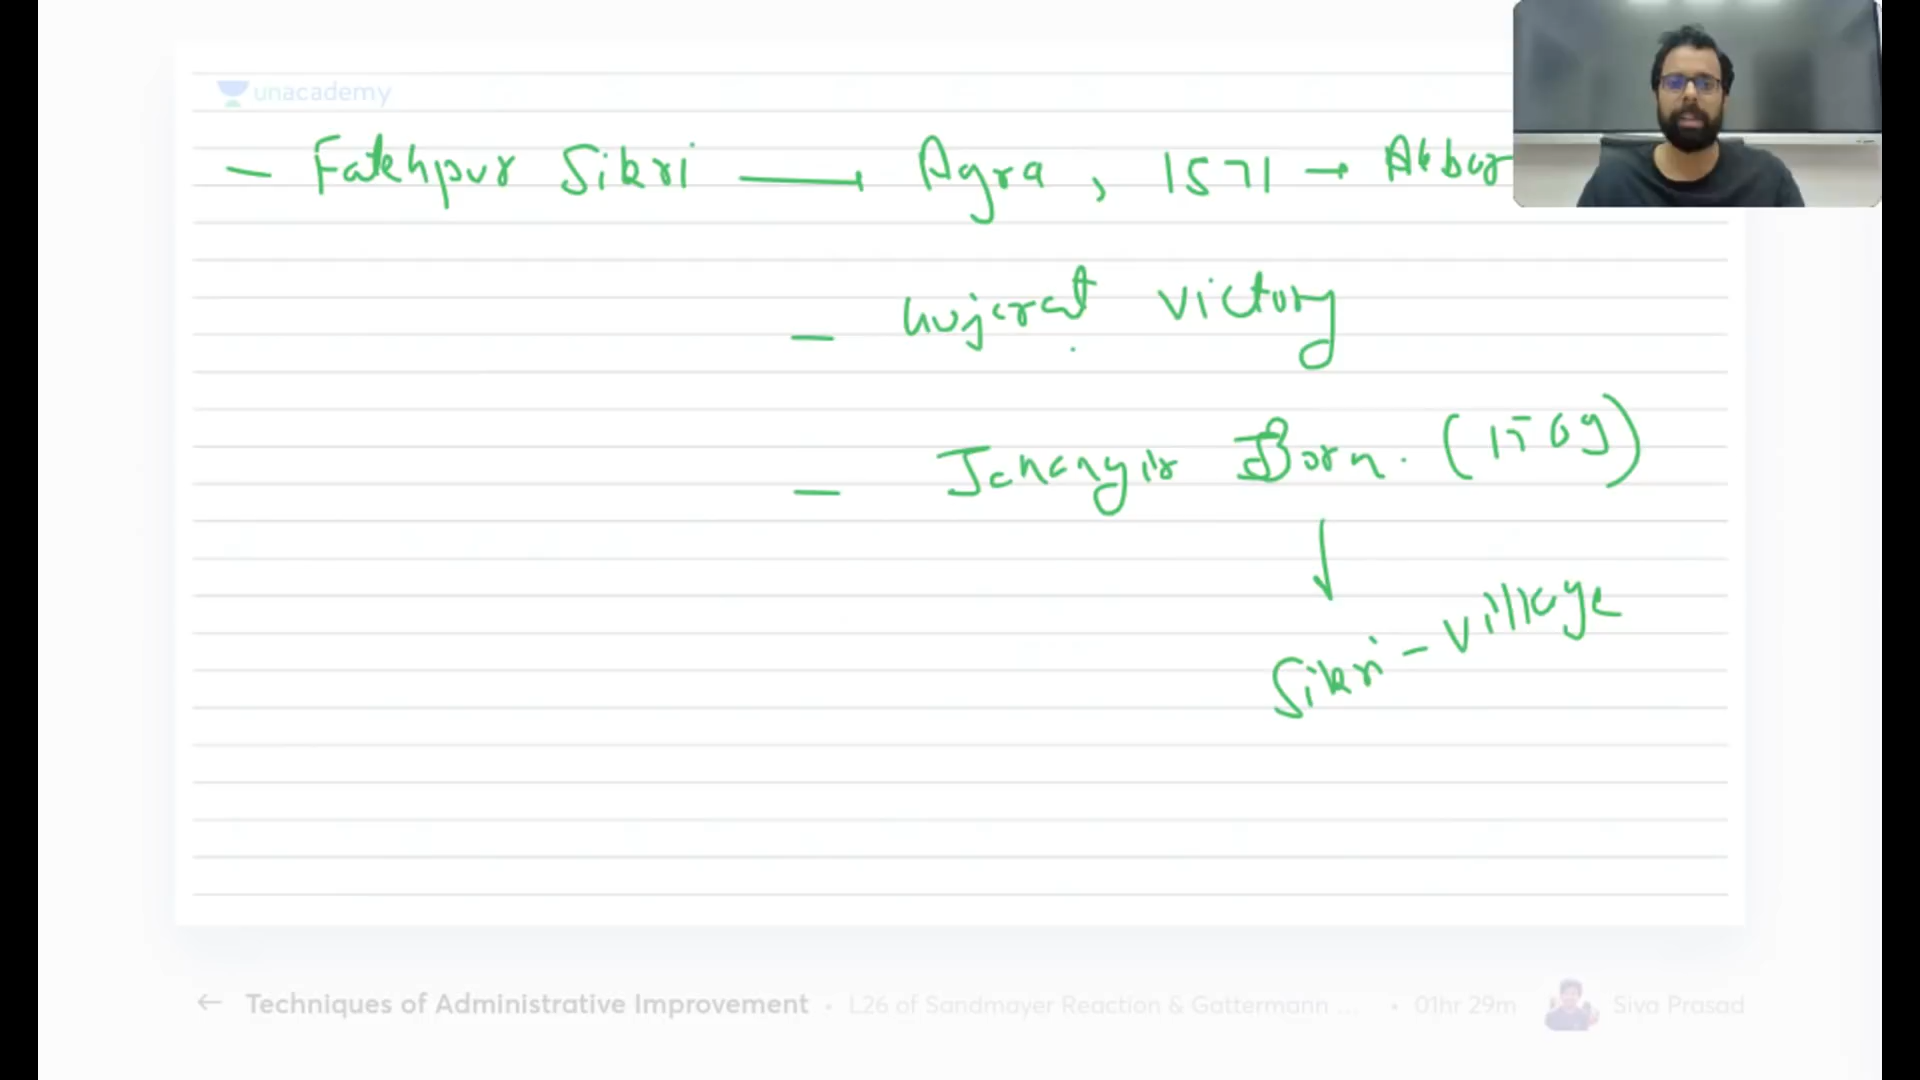 unacademy
— Fatehpur Sikri → Agra, 1571 → Akbar
— Gujarat victory
— Jahangir Born. (1569)
↓
Sikri - village
← Techniques of Administrative Improvement • L26 of Sandmayer Reaction & Gattermann ... • 01hr 29m Siva Prasad